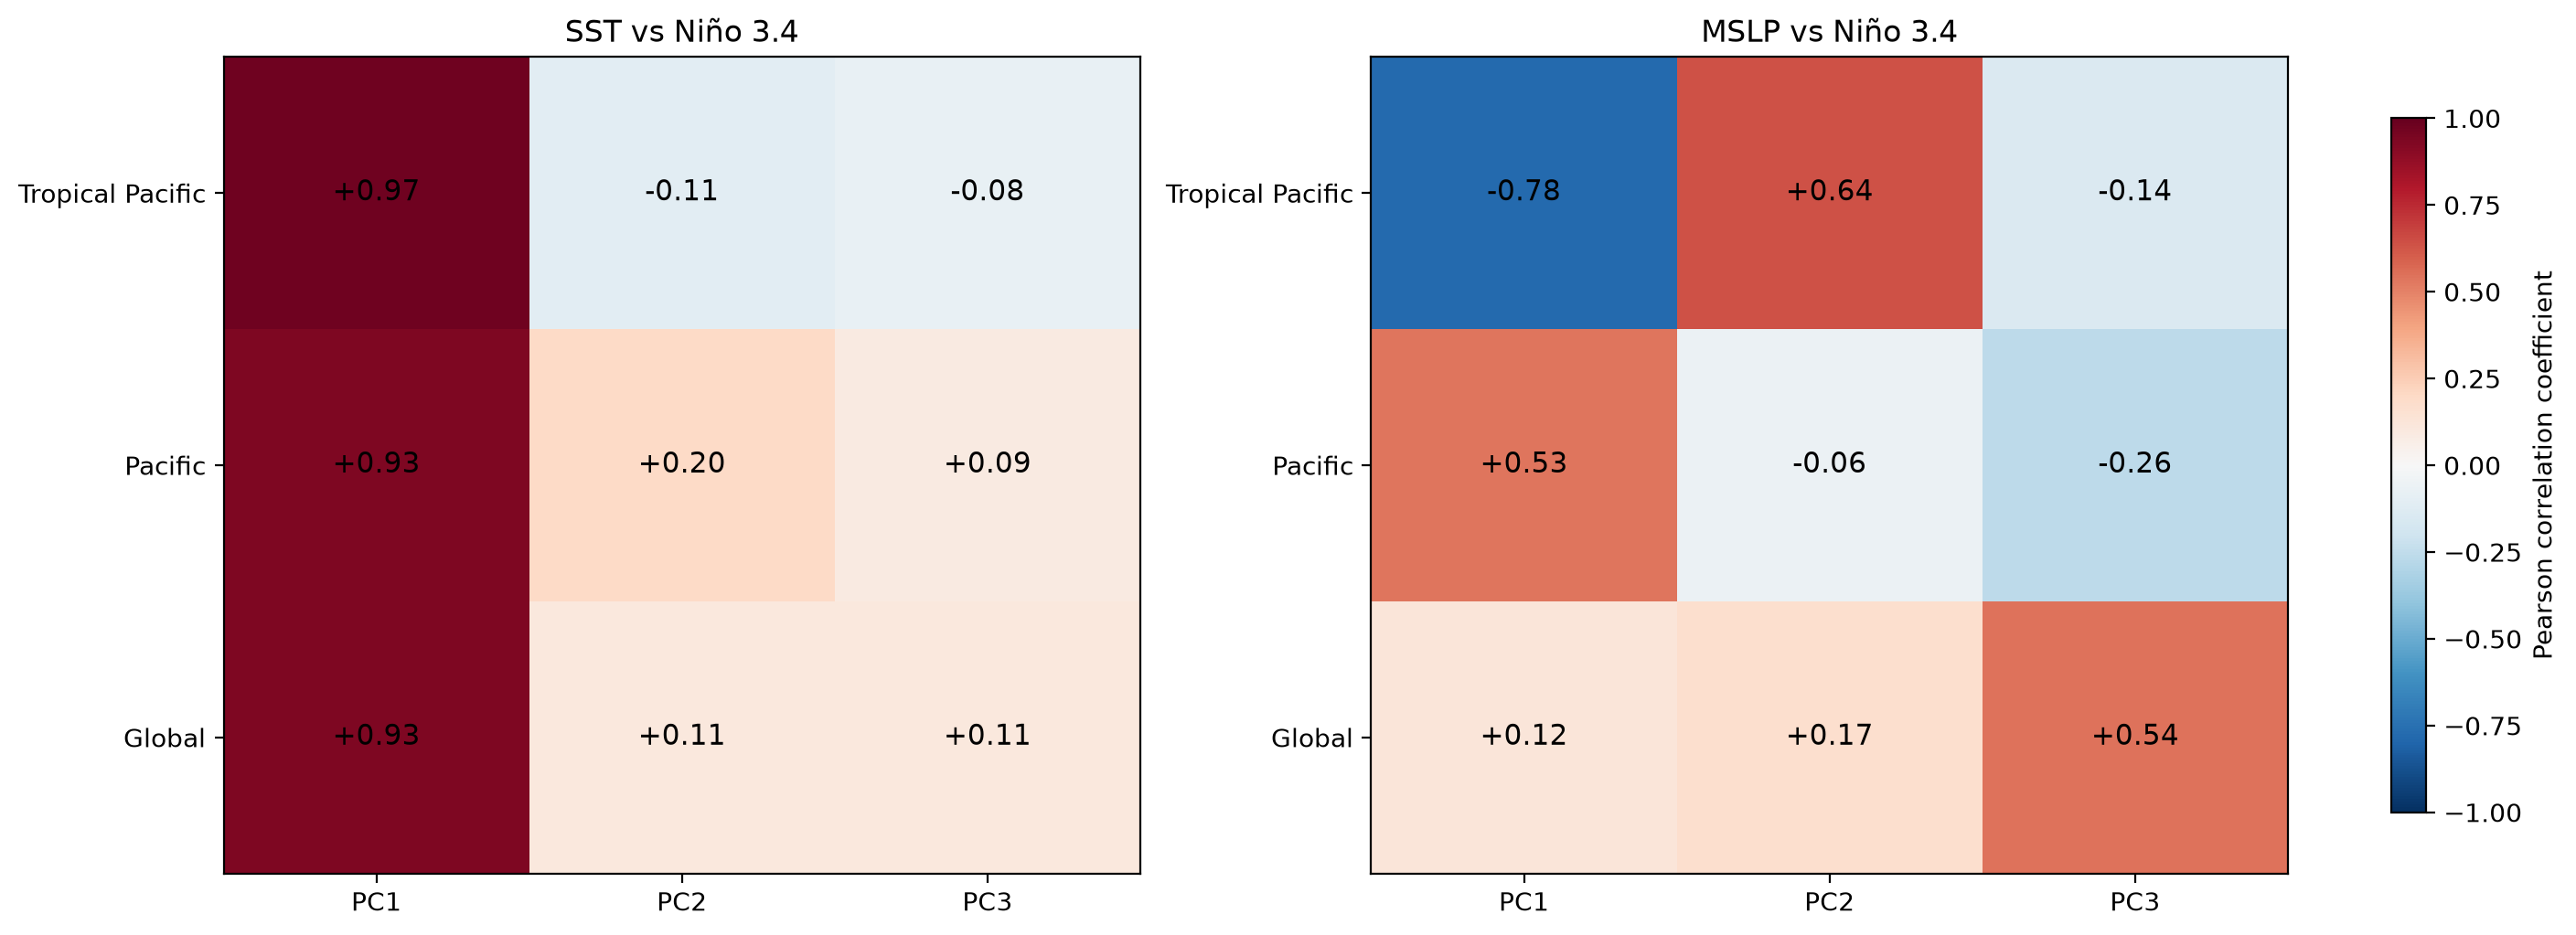 SST vs Niño 3.4
Tropical Pacific
+0.97
-0.11
-0.08
Pacific
+0.93
+0.20
+0.09
Global
+0.93
+0.11
+0.11
PC1
PC2
PC3
MSLP vs Niño 3.4
Tropical Pacific
-0.78
+0.64
-0.14
Pacific
+0.53
-0.06
-0.26
Global
+0.12
+0.17
+0.54
PC1
PC2
PC3
1.00
0.75
0.50
0.25
0.00
−0.25
−0.50
−0.75
−1.00
Pearson correlation coefficient